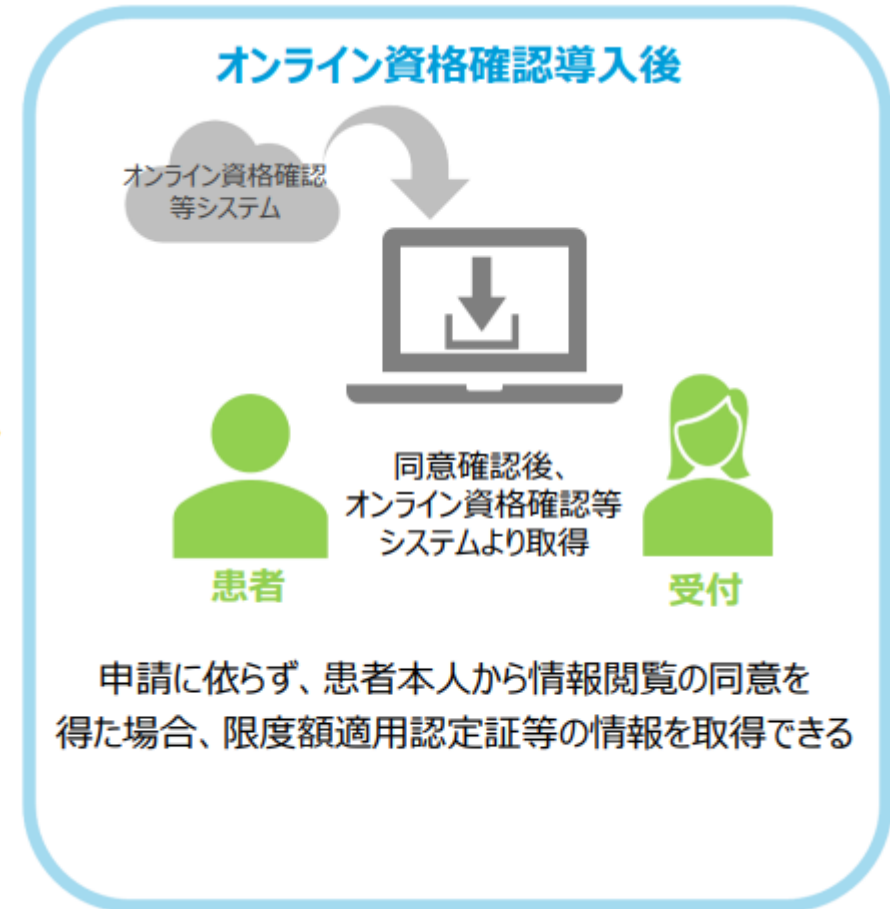 オンライン資格確認導入後
オンライン資格確認
等システム
同意確認後、
オンライン資格確認等
システムより取得
患者
受付
申請に依らず、患者本人から情報閲覧の同意を
得た場合、限度額適用認定証等の情報を取得できる